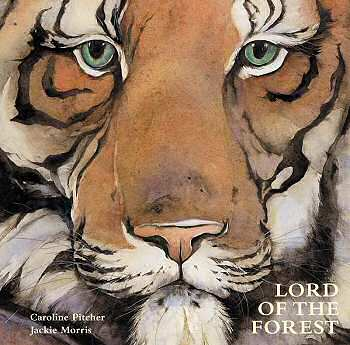 Caroline Pitcher
Jackie Morris
LORD
OF THE
FOREST